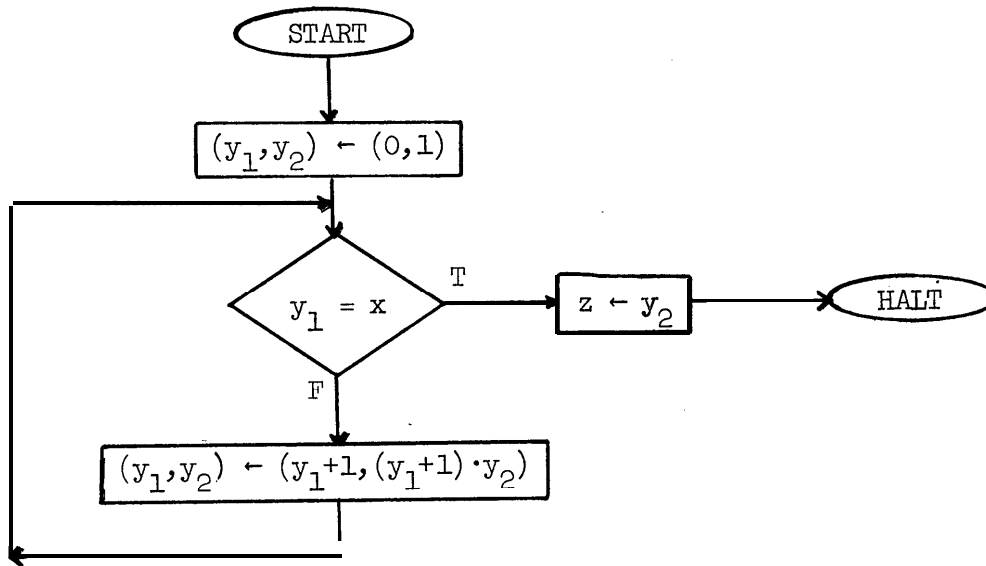 START
(y₁,y₂) ← (0,1)
T
y₁ = x
z ← y₂
HALT
F
(y₁,y₂) ← (y₁+1,(y₁+1)·y₂)